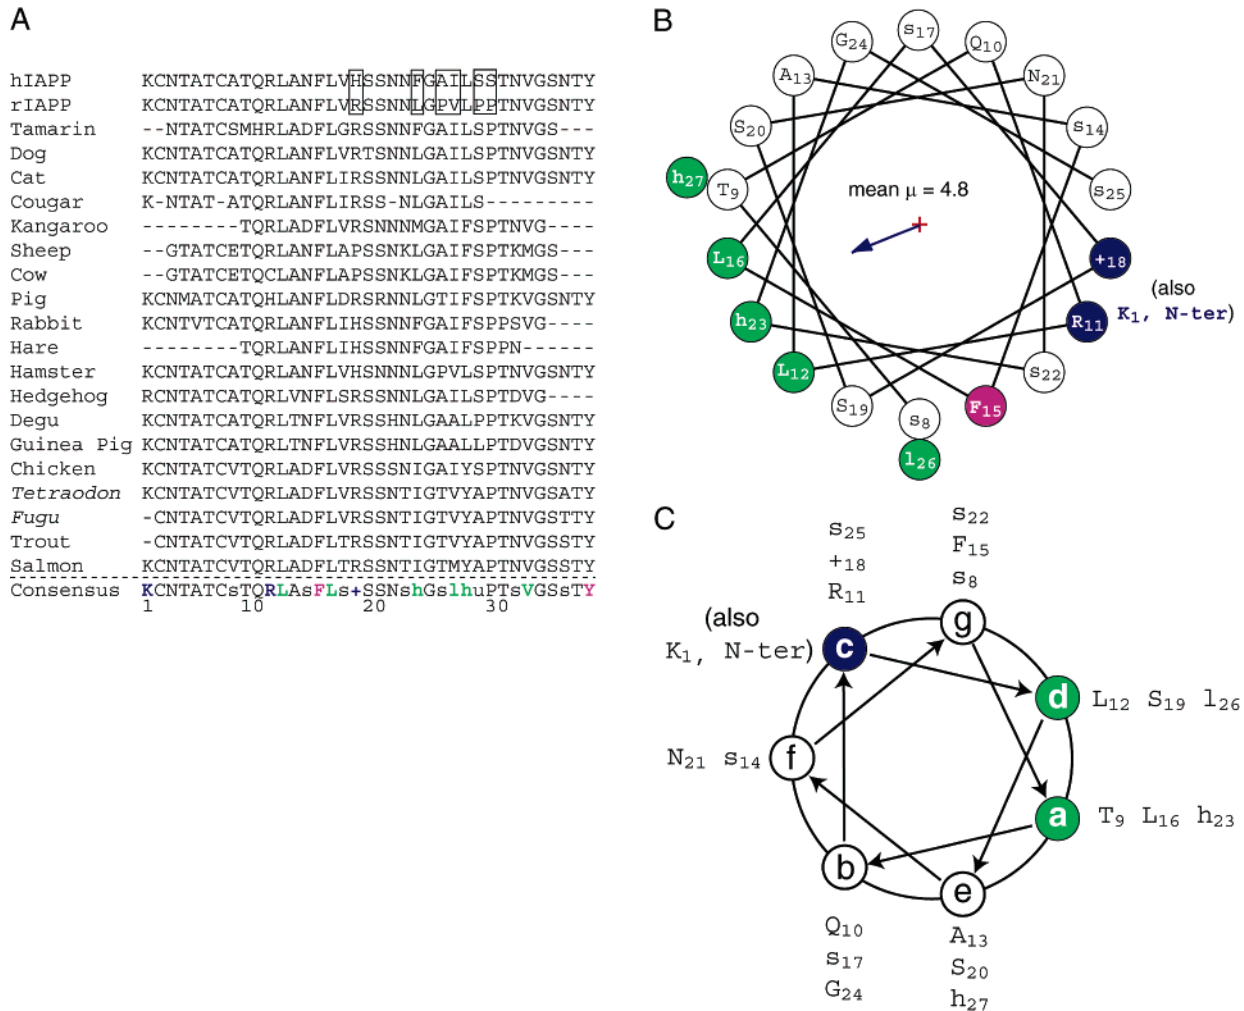 A
hIAPP KCNTATCATQRLANFLVHSSNNFGAILSSTNVGSNTY
rIAPP KCNTATCATQRLANFLVRSSNNLGPVLPPTNVGSNTY
Tamarin --NTATCSMHRLADFLGRSSNNFGAILSPTNVGS---
Dog KCNTATCATQRLANFLVRTSNNLGAILSPTNVGSNTY
Cat KCNTATCATQRLANFLIRSSNNLGAILSPTNVGSNTY
Cougar K-NTAT-ATQRLANFLIRSS-NLGAILS---------
Kangaroo --------TQRLADFLVRSNNNMGAIFSPTNVG----
Sheep --GTATCETQRLANFLAPSSNKLGAIFSPTKMGS---
Cow --GTATCETQCLANFLAPSSNKLGAIFSPTKMGS---
Pig KCNMATCATQHLANFLDRSRNNLGTIFSPTKVGSNTY
Rabbit KCNTVTCATQRLANFLIHSSNNFGAIFSPPSVG----
Hare --------TQRLANFLIHSSNNFGAIFSPPN------
Hamster KCNTATCATQRLANFLVHSNNNLGPVLSPTNVGSNTY
Hedgehog RCNTATCATQRLVNFLSRSSNNLGAILSPTDVG----
Degu KCNTATCATQRLTNFLVRSSHNLGAALPPTNVGSNTY
Guinea Pig KCNTATCATQRLTNFLVRSSHNLGAALLPTDVGSNTY
Chicken KCNTATCVTQRLADFLVRSSSNIGAIYSPTNVGSNTY
Tetraodon KCNTATCVTQRLADFLVRSSNTIGTVYAPTNVGSATY
Fugu -CNTATCVTQRLADFLVRSSNTIGTVYAPTNVGSTTY
Trout -CNTATCVTQRLADFLTRSSNTIGTVYAPTNVGSSTY
Salmon KCNTATCVTQRLADFLTRSSNTIGTMYAPTNVGSSTY
Consensus KCNTATCsTQRLAsFLs+SSNshGslhuPTsVGSsTY
1 10 20 30
B
s17
G24 Q10
A13 N21
S20 s14
h27 T9 s25
mean μ = 4.8
L16 +18
(also
K1, N-ter)
h23 R11
L12 s22
S19 F15
s8
l26
C
s25 s22
+18 F15
R11 s8
(also
K1, N-ter)
c g
d L12 S19 l26
N21 s14 f
a T9 L16 h23
b e
Q10 A13
s17 S20
G24 h27